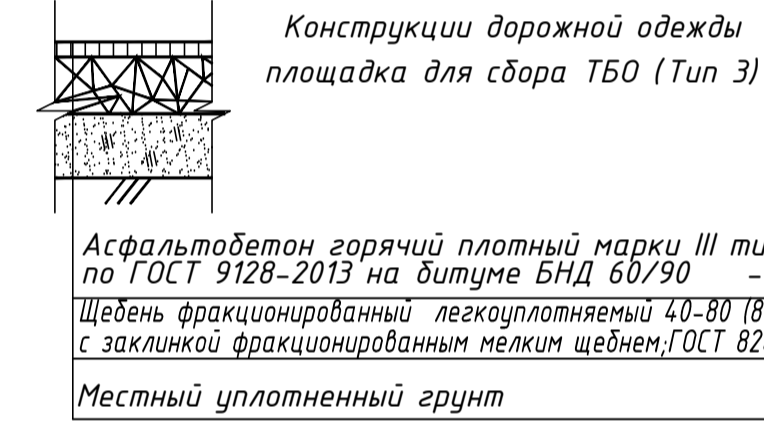 Конструкции дорожной одежды
площадка для сбора ТБО (Тип 3)
Асфальтобетон горячий плотный марки III ти
по ГОСТ 9128-2013 на битуме БНД 60/90 -
Щебень фракционированный легкоуплотняемый 40-80 (8
с заклинкой фракционированным мелким щебнем;ГОСТ 82
Местный уплотненный грунт